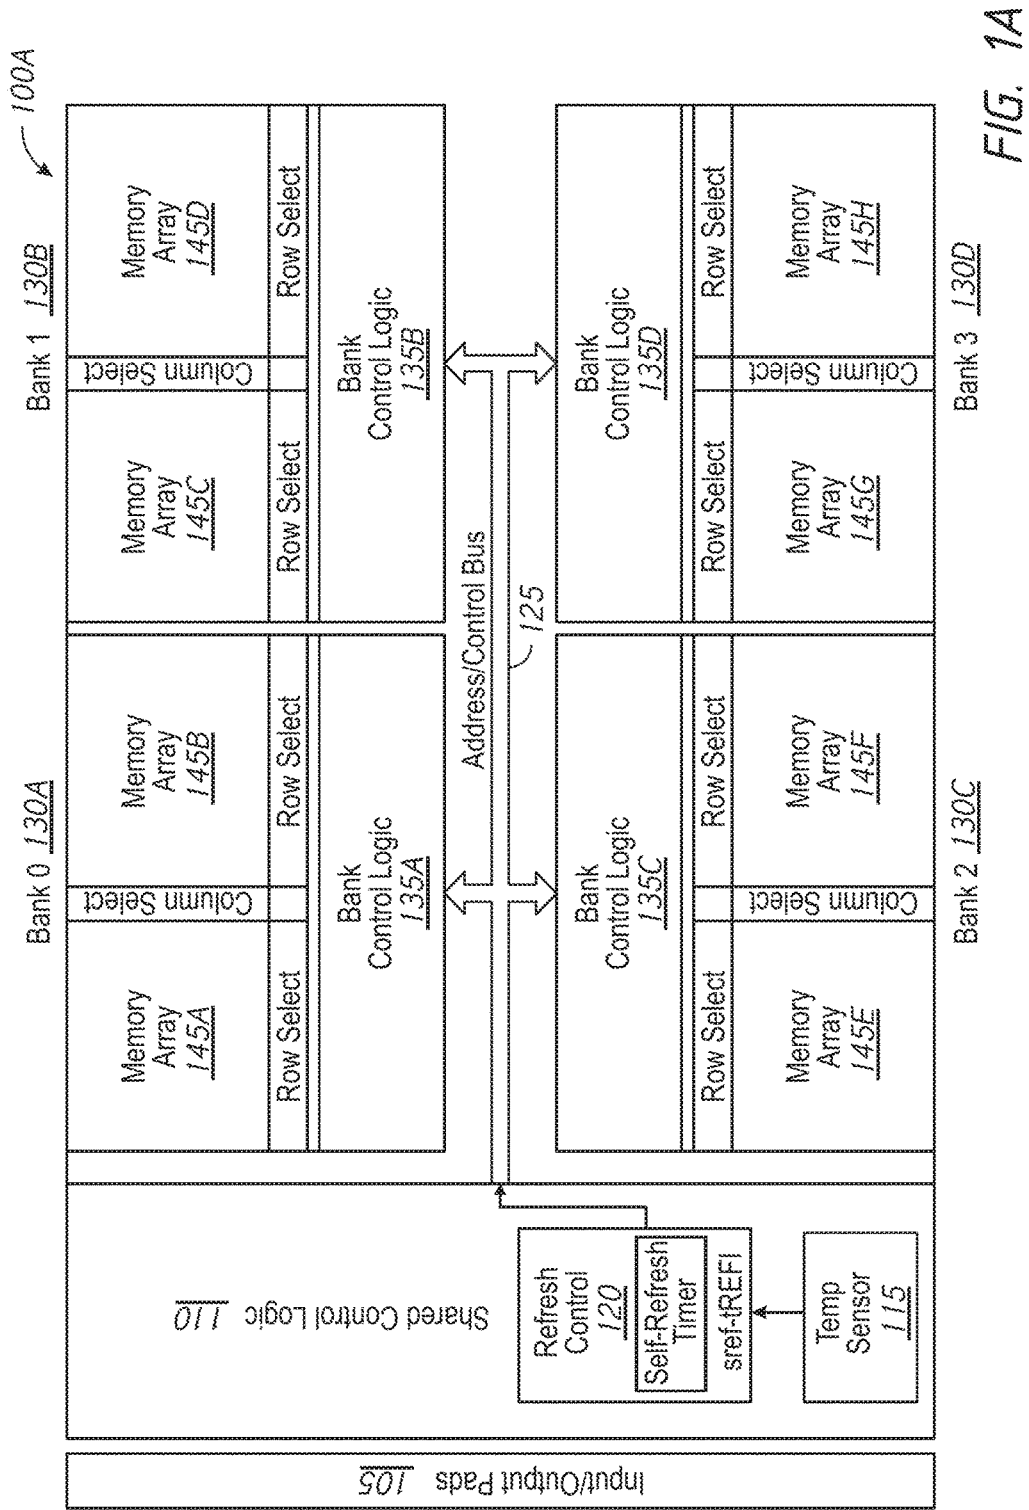 100A
Bank 0 130A
Bank 1 130B
Memory
Array
145A
Column Select
Memory
Array
145B
Memory
Array
145C
Column Select
Memory
Array
145D
Row Select
Row Select
Row Select
Row Select
Bank
Control Logic
135A
Bank
Control Logic
135B
Input/Output Pads 105
Shared Control Logic 110
Address/Control Bus
125
Refresh
Control
120
Self-Refresh
Timer
sref-tREFI
Temp
Sensor
115
Bank
Control Logic
135C
Bank
Control Logic
135D
Row Select
Row Select
Row Select
Row Select
Memory
Array
145E
Column Select
Memory
Array
145F
Memory
Array
145G
Column Select
Memory
Array
145H
Bank 2 130C
Bank 3 130D
FIG. 1A